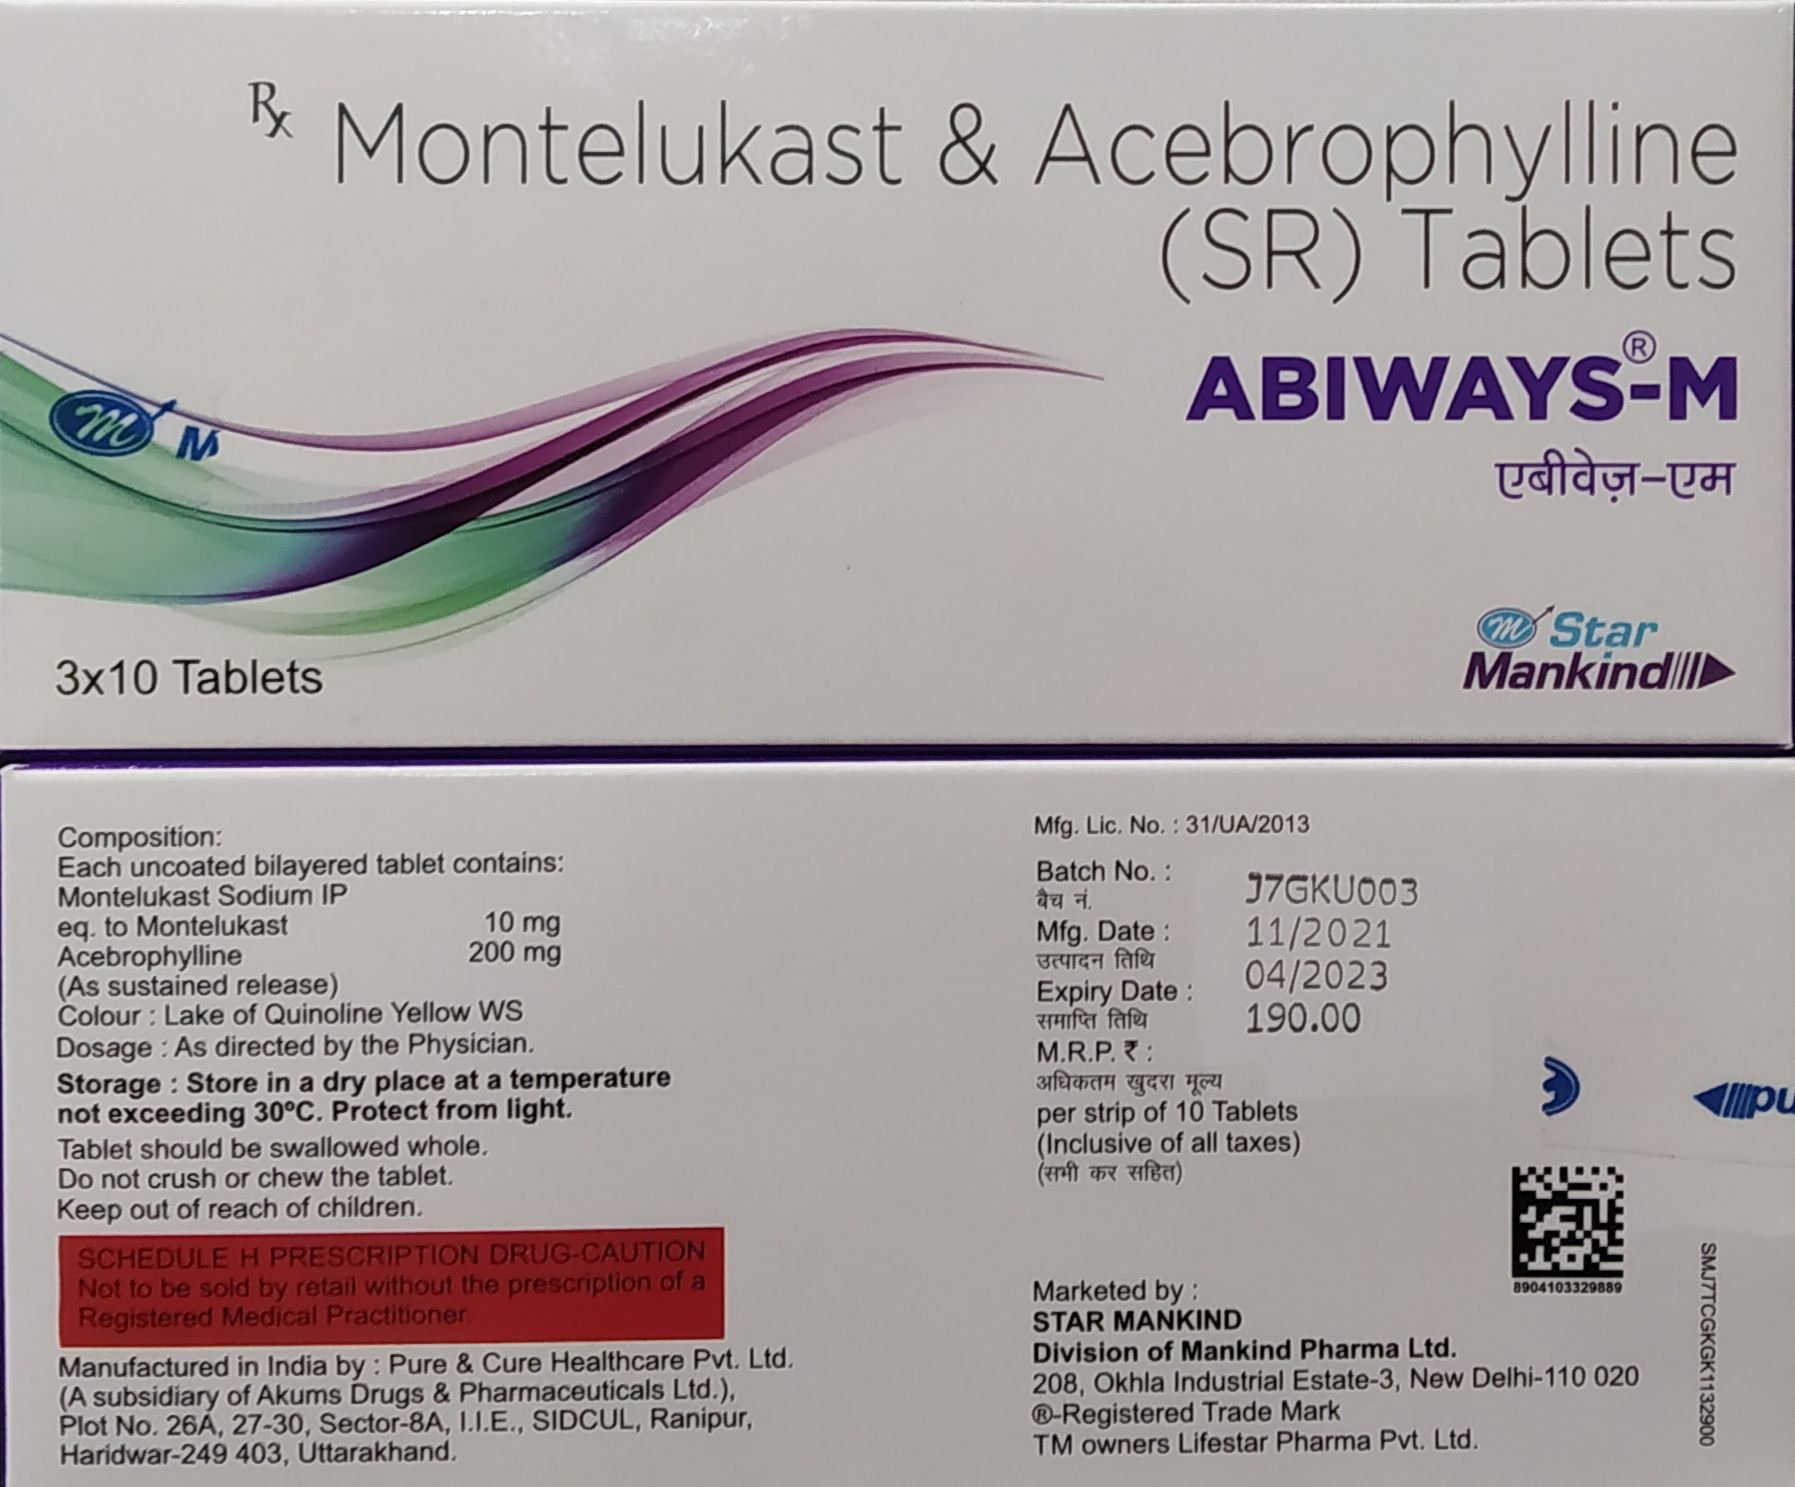 Rx Montelukast & Acebrophylline
(SR) Tablets
ABIWAYS®-M
एबीवेज़-एम
m M
m Star
Mankind
3x10 Tablets
Composition:
Each uncoated bilayered tablet contains:
Montelukast Sodium IP
eq. to Montelukast 10 mg
Acebrophylline 200 mg
(As sustained release)
Colour : Lake of Quinoline Yellow WS
Dosage : As directed by the Physician.
Storage : Store in a dry place at a temperature
not exceeding 30ºC. Protect from light.
Tablet should be swallowed whole.
Do not crush or chew the tablet.
Keep out of reach of children.
SCHEDULE H PRESCRIPTION DRUG-CAUTION
Not to be sold by retail without the prescription of a
Registered Medical Practitioner.
Manufactured in India by : Pure & Cure Healthcare Pvt. Ltd.
(A subsidiary of Akums Drugs & Pharmaceuticals Ltd.),
Plot No. 26A, 27-30, Sector-8A, I.I.E., SIDCUL, Ranipur,
Haridwar-249 403, Uttarakhand.
Mfg. Lic. No. : 31/UA/2013
Batch No. : J7GKU003
बैच नं.
Mfg. Date : 11/2021
उत्पादन तिथि
Expiry Date : 04/2023
समाप्ति तिथि
M.R.P. ₹ : 190.00
अधिकतम खुदरा मूल्य
per strip of 10 Tablets
(Inclusive of all taxes)
(सभी कर सहित)
8904103329889
SMJ7TCGKGK1132900
Marketed by :
STAR MANKIND
Division of Mankind Pharma Ltd.
208, Okhla Industrial Estate-3, New Delhi-110 020
®-Registered Trade Mark
TM owners Lifestar Pharma Pvt. Ltd.